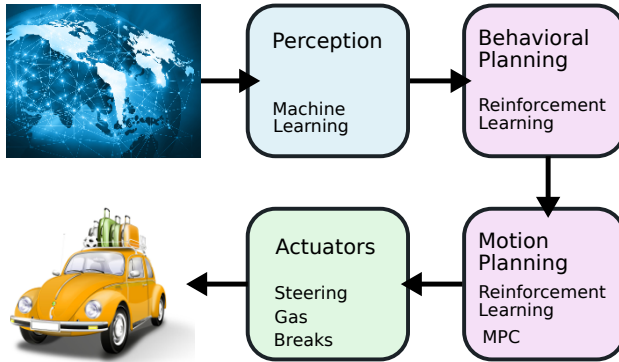 Perception
Machine
Learning
Behavioral
Planning
Reinforcement
Learning
Motion
Planning
Reinforcement
Learning
MPC
Actuators
Steering
Gas
Breaks